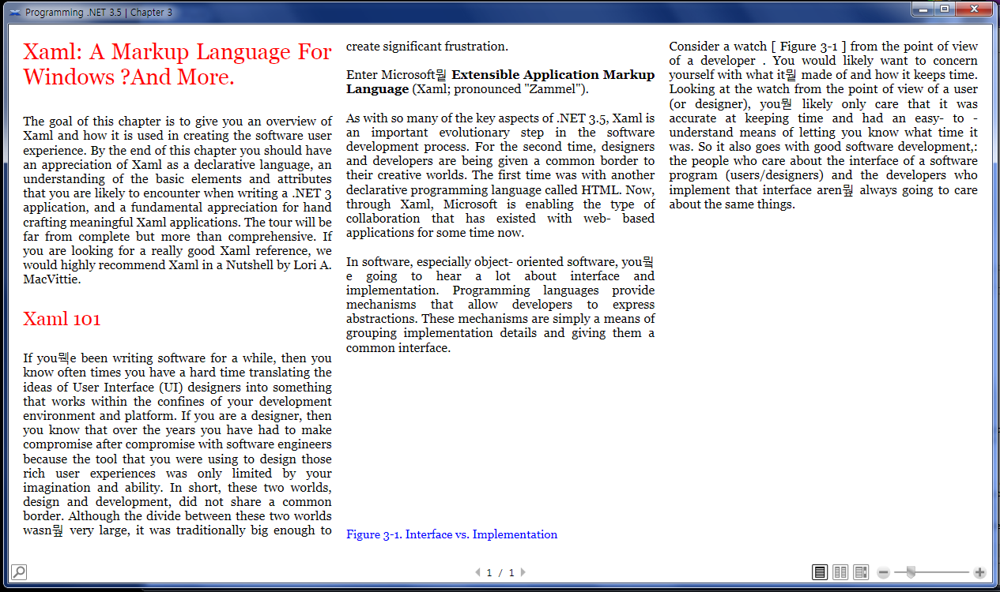 Programming .NET 3.5 | Chapter 3
Xaml: A Markup Language For
Windows ?And More.
The goal of this chapter is to give you an overview of
Xaml and how it is used in creating the software user
experience. By the end of this chapter you should have
an appreciation of Xaml as a declarative language, an
understanding of the basic elements and attributes
that you are likely to encounter when writing a .NET 3
application, and a fundamental appreciation for hand
crafting meaningful Xaml applications. The tour will be
far from complete but more than comprehensive. If
you are looking for a really good Xaml reference, we
would highly recommend Xaml in a Nutshell by Lori A.
MacVittie.
Xaml 101
If you뭭e been writing software for a while, then you
know often times you have a hard time translating the
ideas of User Interface (UI) designers into something
that works within the confines of your development
environment and platform. If you are a designer, then
you know that over the years you have had to make
compromise after compromise with software engineers
because the tool that you were using to design those
rich user experiences was only limited by your
imagination and ability. In short, these two worlds,
design and development, did not share a common
border. Although the divide between these two worlds
wasn뭪 very large, it was traditionally big enough to
create significant frustration.
Enter Microsoft뭩 Extensible Application Markup
Language (Xaml; pronounced "Zammel").
As with so many of the key aspects of .NET 3.5, Xaml is
an important evolutionary step in the software
development process. For the second time, designers
and developers are being given a common border to
their creative worlds. The first time was with another
declarative programming language called HTML. Now,
through Xaml, Microsoft is enabling the type of
collaboration that has existed with web- based
applications for some time now.
In software, especially object- oriented software, you뭨
e going to hear a lot about interface and
implementation. Programming languages provide
mechanisms that allow developers to express
abstractions. These mechanisms are simply a means of
grouping implementation details and giving them a
common interface.
Figure 3-1. Interface vs. Implementation
Consider a watch [ Figure 3-1 ] from the point of view
of a developer . You would likely want to concern
yourself with what it뭩 made of and how it keeps time.
Looking at the watch from the point of view of a user
(or designer), you뭗 likely only care that it was
accurate at keeping time and had an easy- to -
understand means of letting you know what time it
was. So it also goes with good software development,:
the people who care about the interface of a software
program (users/designers) and the developers who
implement that interface aren뭪 always going to care
about the same things.
1 / 1